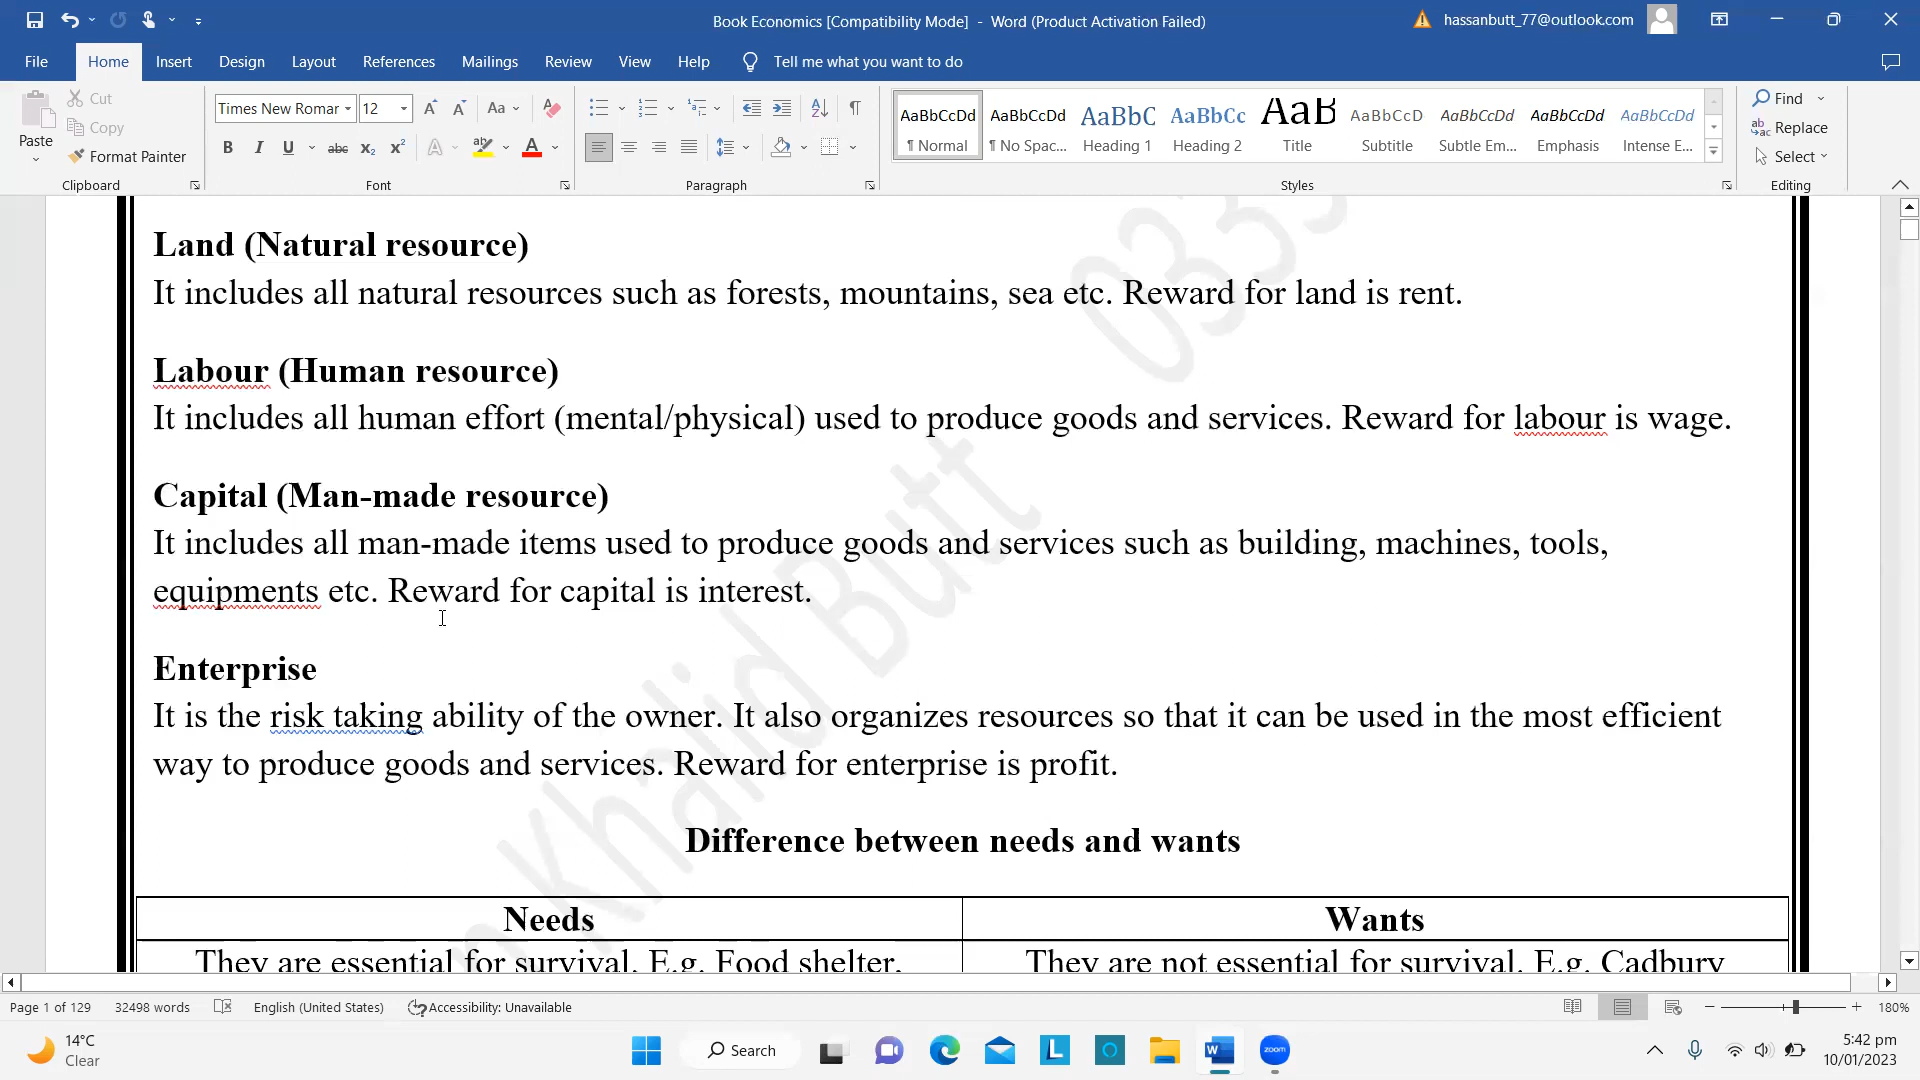 Book Economics [Compatibility Mode] - Word (Product Activation Failed)
hassanbutt_77@outlook.com
File Home Insert Design Layout References Mailings Review View Help Tell me what you want to do
Paste
Cut
Copy
Format Painter
Clipboard
Times New Romar 12
Font
Paragraph
AaBbCcDd ¶ Normal
AaBbCcDd ¶ No Spac...
AaBbC Heading 1
AaBbCc Heading 2
AaB Title
AaBbCcD Subtitle
AaBbCcDd Subtle Em...
AaBbCcDd Emphasis
AaBbCcDd Intense E...
Styles
Find
Replace
Select
Editing
Land (Natural resource)
It includes all natural resources such as forests, mountains, sea etc. Reward for land is rent.
Labour (Human resource)
It includes all human effort (mental/physical) used to produce goods and services. Reward for labour is wage.
Capital (Man-made resource)
It includes all man-made items used to produce goods and services such as building, machines, tools,
equipments etc. Reward for capital is interest.
Enterprise
It is the risk taking ability of the owner. It also organizes resources so that it can be used in the most efficient
way to produce goods and services. Reward for enterprise is profit.
Difference between needs and wants
Needs Wants
They are essential for survival. E.g. Food shelter, They are not essential for survival. E.g. Cadbury
Khalid Butt
Page 1 of 129 32498 words English (United States) Accessibility: Unavailable 180%
14°C
Clear
Search
zoom
5:42 pm
10/01/2023